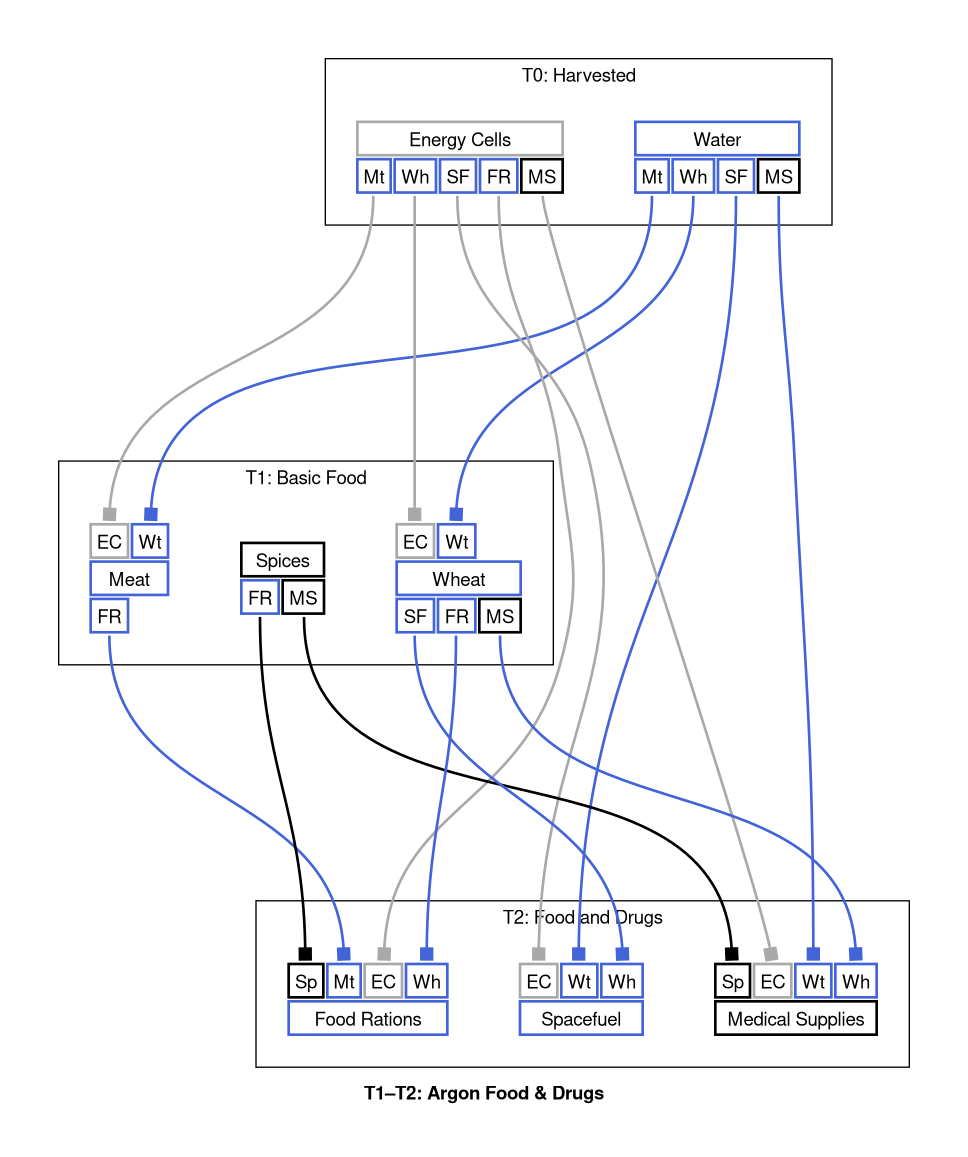 T0: Harvested
Energy Cells
Water
Mt Wh SF FR MS
Mt Wh SF MS
T1: Basic Food
EC Wt
Meat
FR
Spices
FR MS
EC Wt
Wheat
SF FR MS
T2: Food and Drugs
Sp Mt EC Wh
Food Rations
EC Wt Wh
Spacefuel
Sp EC Wt Wh
Medical Supplies
T1–T2: Argon Food & Drugs